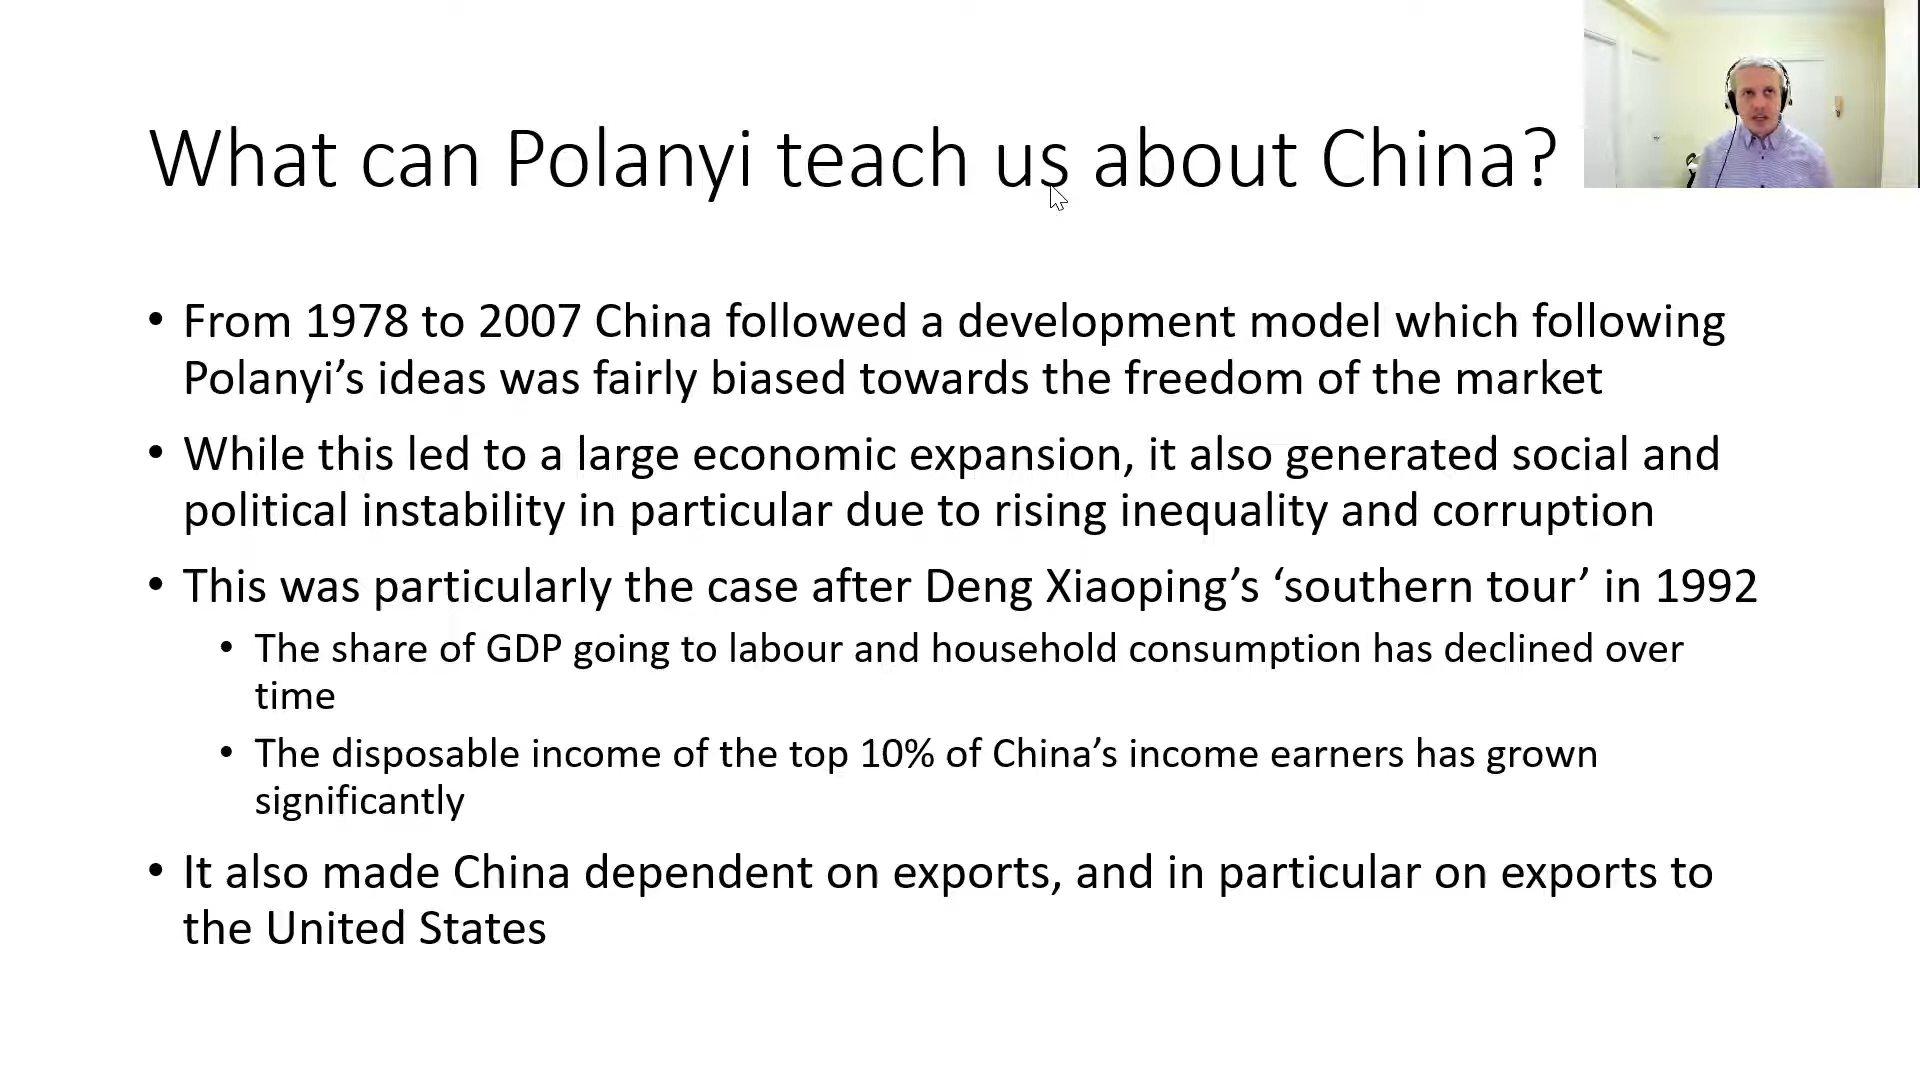 What can Polanyi teach us about China?
• From 1978 to 2007 China followed a development model which following
Polanyi’s ideas was fairly biased towards the freedom of the market
• While this led to a large economic expansion, it also generated social and
political instability in particular due to rising inequality and corruption
• This was particularly the case after Deng Xiaoping’s ‘southern tour’ in 1992
• The share of GDP going to labour and household consumption has declined over
time
• The disposable income of the top 10% of China’s income earners has grown
significantly
• It also made China dependent on exports, and in particular on exports to
the United States